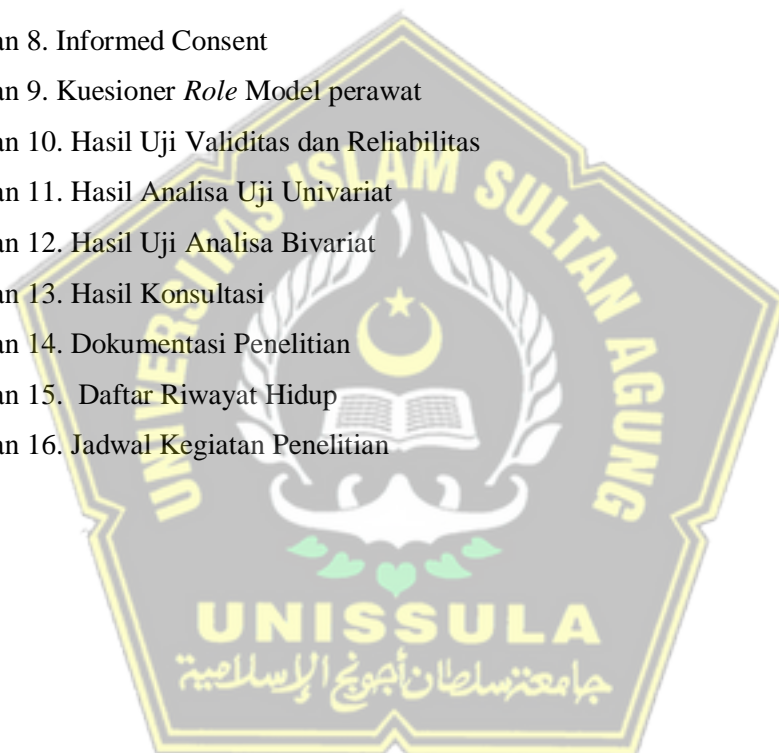 an 8. Informed Consent
an 9. Kuesioner Role Model perawat
an 10. Hasil Uji Validitas dan Reliabilitas
an 11. Hasil Analisa Uji Univariat
an 12. Hasil Uji Analisa Bivariat
an 13. Hasil Konsultasi
an 14. Dokumentasi Penelitian
an 15.  Daftar Riwayat Hidup
an 16. Jadwal Kegiatan Penelitian
UNIVERSITAS ISLAM SULTAN AGUNG
UNISSULA
جامعة سلطان أجونج الإسلامية